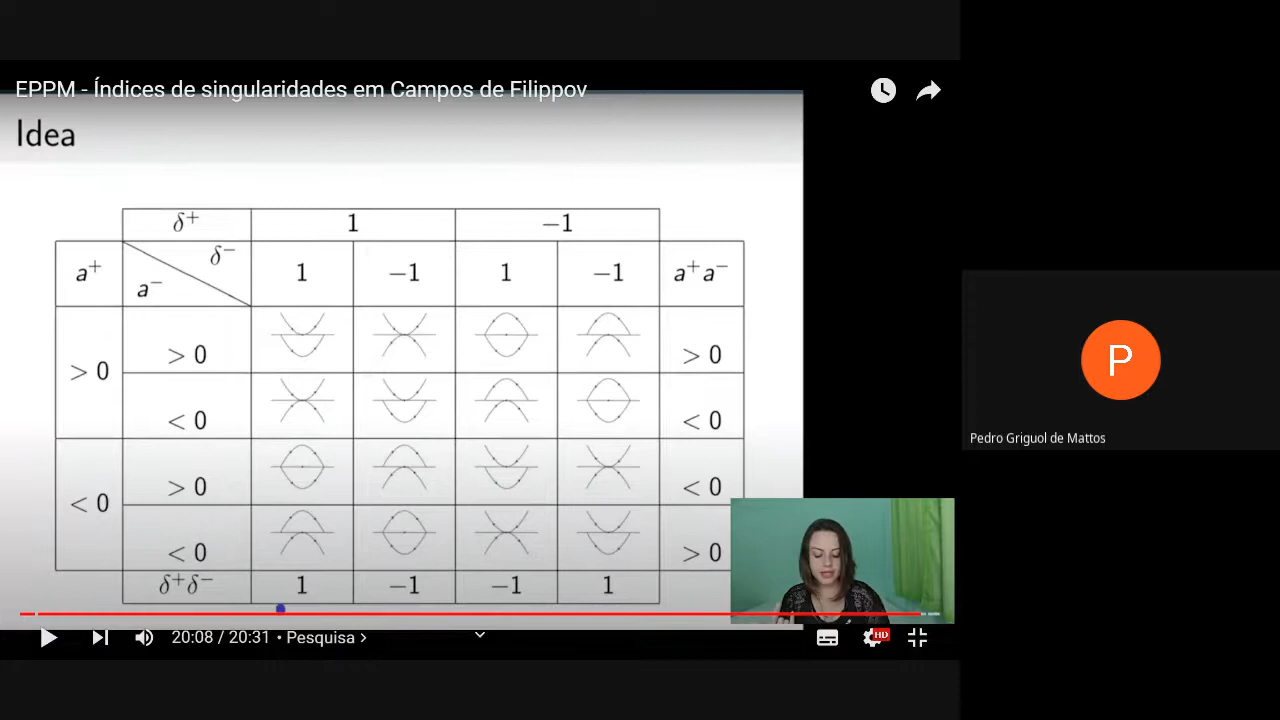 EPPM - Índices de singularidades em Campos de Filippov
Idea
δ⁺ 1 −1
a⁺ δ⁻ a⁻ 1 −1 1 −1 a⁺a⁻
> 0 > 0 > 0
< 0 < 0
< 0 > 0 < 0
< 0 > 0
δ⁺δ⁻ 1 −1 −1 1
P
Pedro Griguol de Mattos
20:08 / 20:31 • Pesquisa >
HD